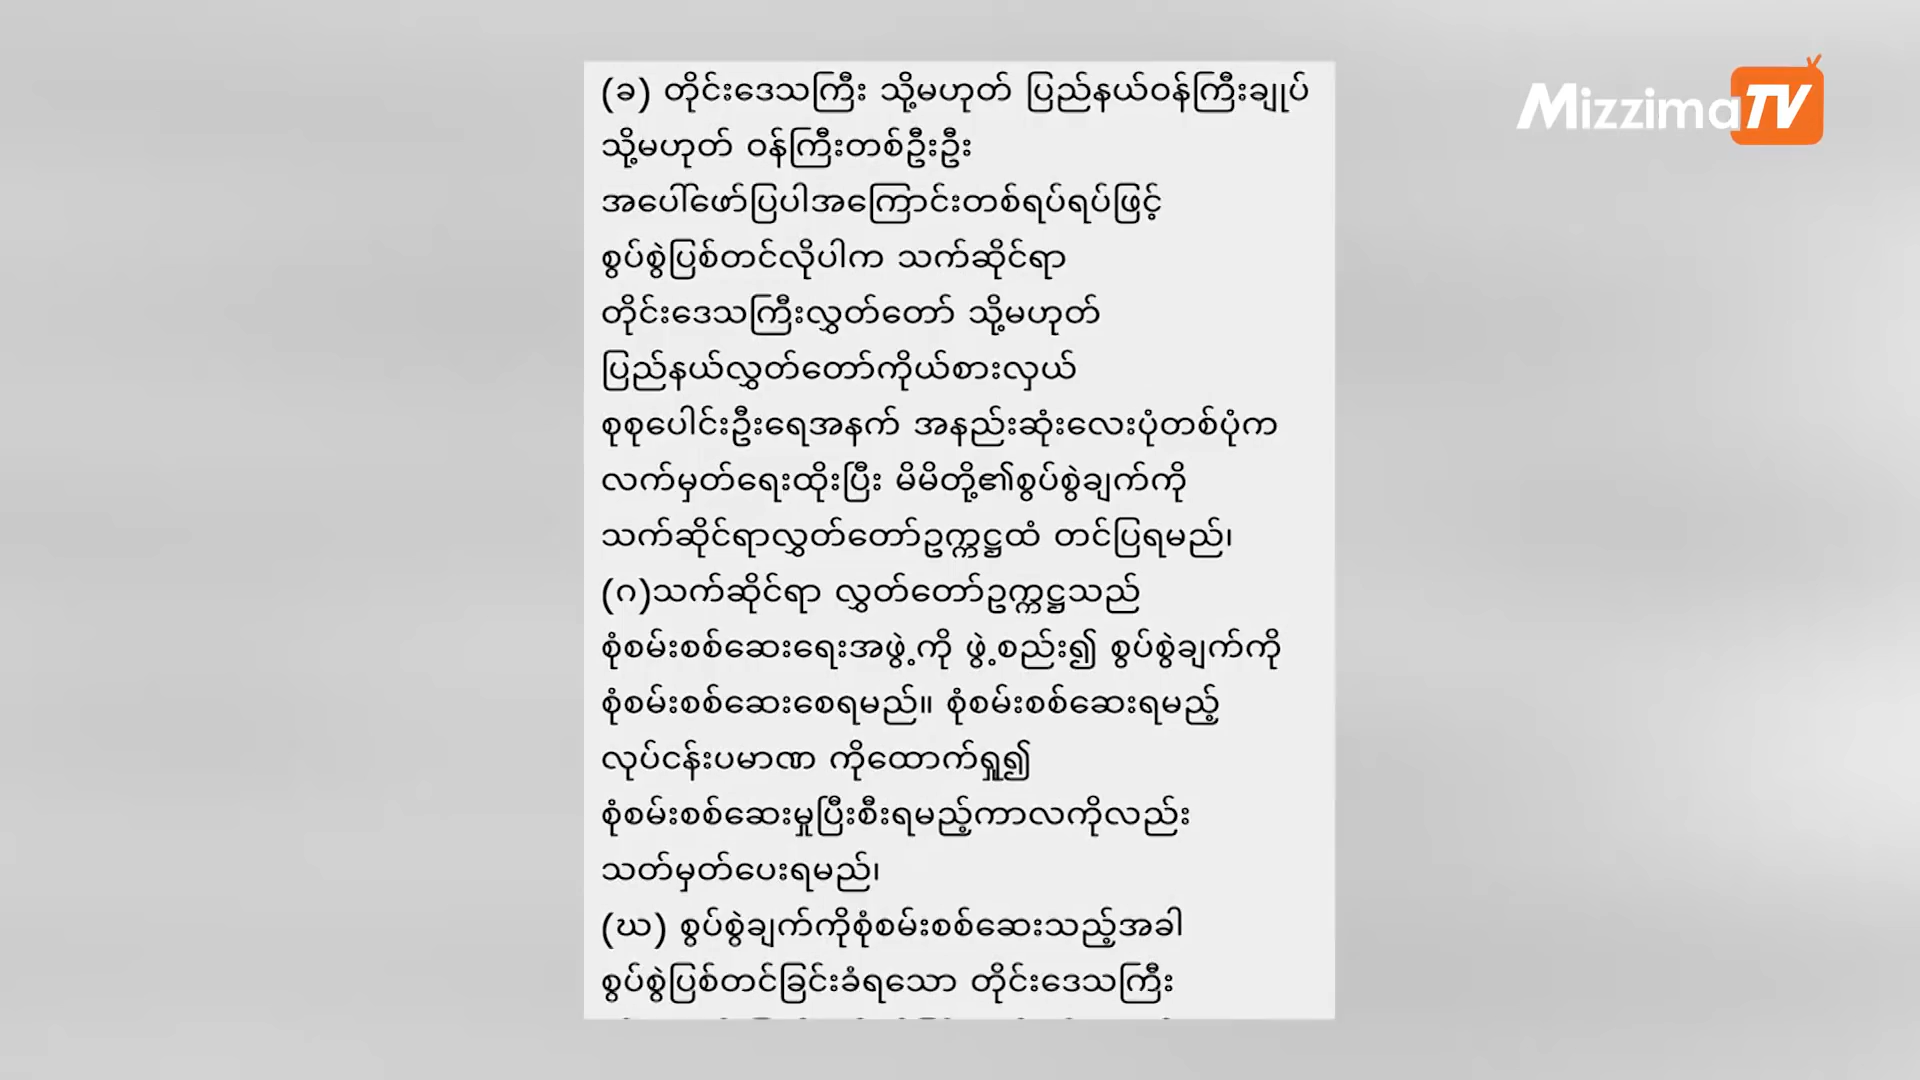 (ခ) တိုင်းဒေသကြီး သို့မဟုတ် ပြည်နယ်ဝန်ကြီးချုပ်
သို့မဟုတ် ဝန်ကြီးတစ်ဦးဦး
အပေါ်ဖော်ပြပါအကြောင်းတစ်ရပ်ရပ်ဖြင့်
စွပ်စွဲပြစ်တင်လိုပါက သက်ဆိုင်ရာ
တိုင်းဒေသကြီးလွှတ်တော် သို့မဟုတ်
ပြည်နယ်လွှတ်တော်ကိုယ်စားလှယ်
စုစုပေါင်းဦးရေအနက် အနည်းဆုံးလေးပုံတစ်ပုံက
လက်မှတ်ရေးထိုးပြီး မိမိတို့၏စွပ်စွဲချက်ကို
သက်ဆိုင်ရာလွှတ်တော်ဥက္ကဋ္ဌထံ တင်ပြရမည်၊
(ဂ)သက်ဆိုင်ရာ လွှတ်တော်ဥက္ကဋ္ဌသည်
စုံစမ်းစစ်ဆေးရေးအဖွဲ့ကို ဖွဲ့စည်း၍ စွပ်စွဲချက်ကို
စုံစမ်းစစ်ဆေးစေရမည်။ စုံစမ်းစစ်ဆေးရမည့်
လုပ်ငန်းပမာဏ ကိုထောက်ရှု၍
စုံစမ်းစစ်ဆေးမှုပြီးစီးရမည့်ကာလကိုလည်း
သတ်မှတ်ပေးရမည်၊
(ဃ) စွပ်စွဲချက်ကိုစုံစမ်းစစ်ဆေးသည့်အခါ
စွပ်စွဲပြစ်တင်ခြင်းခံရသော တိုင်းဒေသကြီး
Mizzima TV